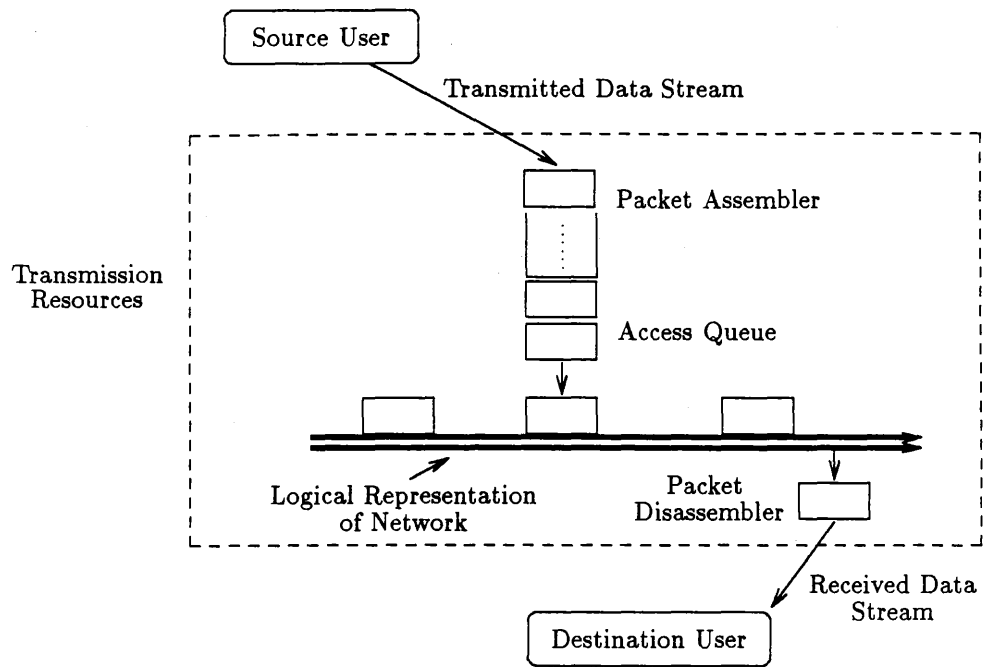 Source User
Transmitted Data Stream
Packet Assembler
Transmission
Resources
Access Queue
Logical Representation
of Network
Packet
Disassembler
Received Data
Stream
Destination User